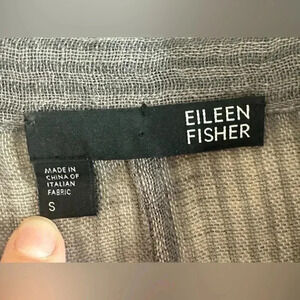 EILEEN
FISHER
MADE IN
CHINA OF
ITALIAN
FABRIC
S